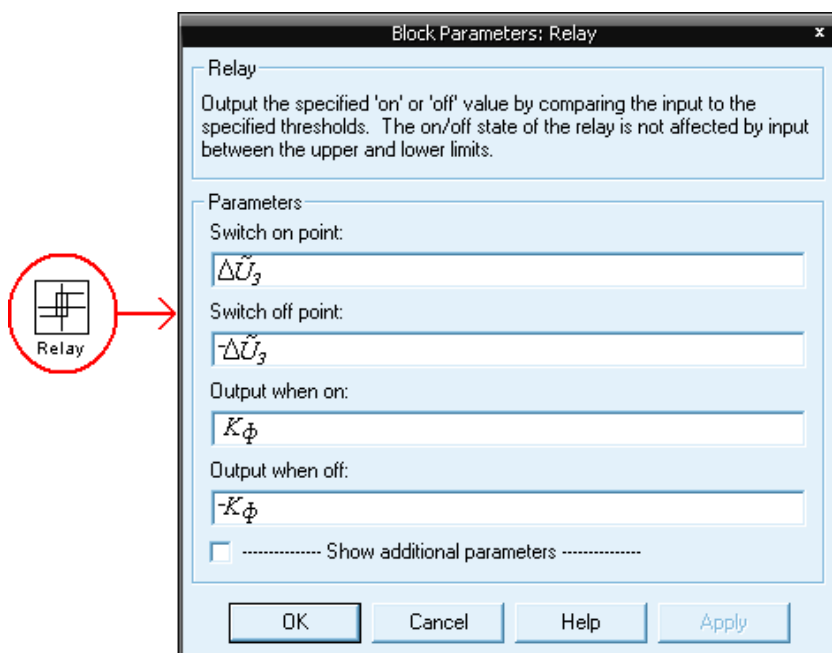 Block Parameters: Relay
x
Relay
Output the specified 'on' or 'off' value by comparing the input to the
specified thresholds. The on/off state of the relay is not affected by input
between the upper and lower limits.
Parameters
Switch on point:
ΔŨ₃
Switch off point:
-ΔŨ₃
Output when on:
K_ф
Output when off:
-K_ф
-------------- Show additional parameters --------------
OK
Cancel
Help
Apply
Relay